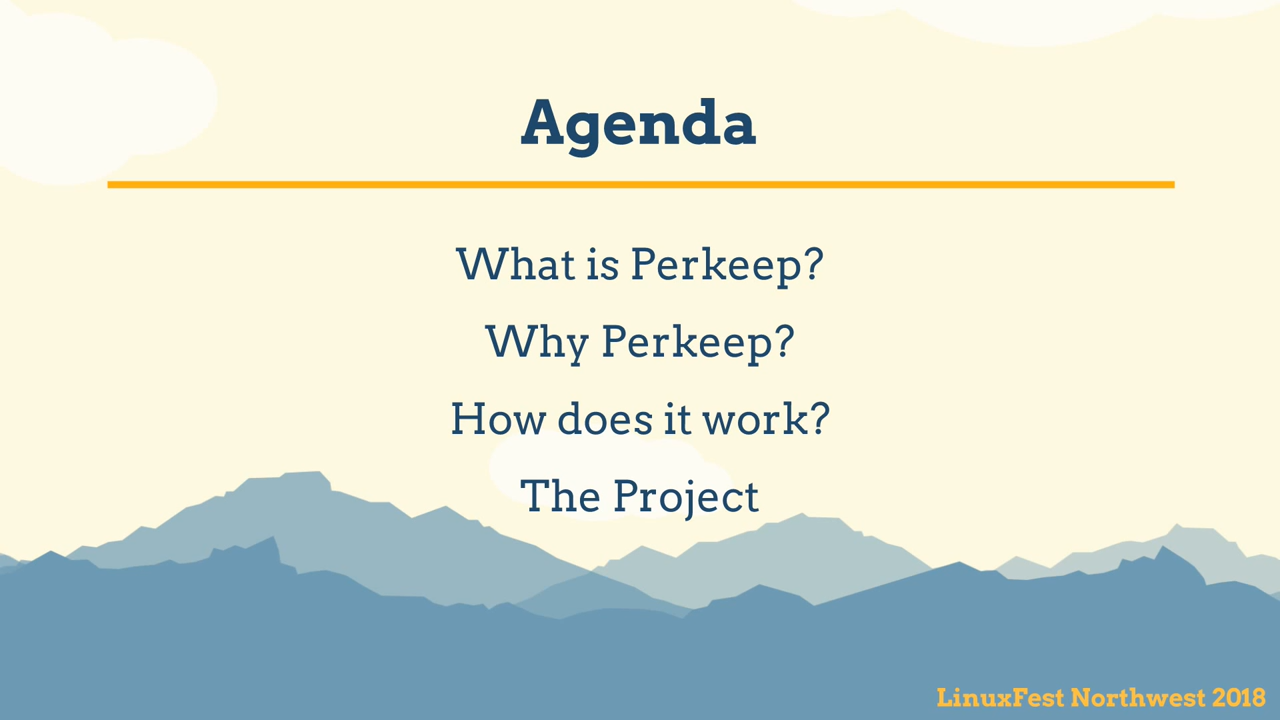 Agenda
What is Perkeep?
Why Perkeep?
How does it work?
The Project
LinuxFest Northwest 2018